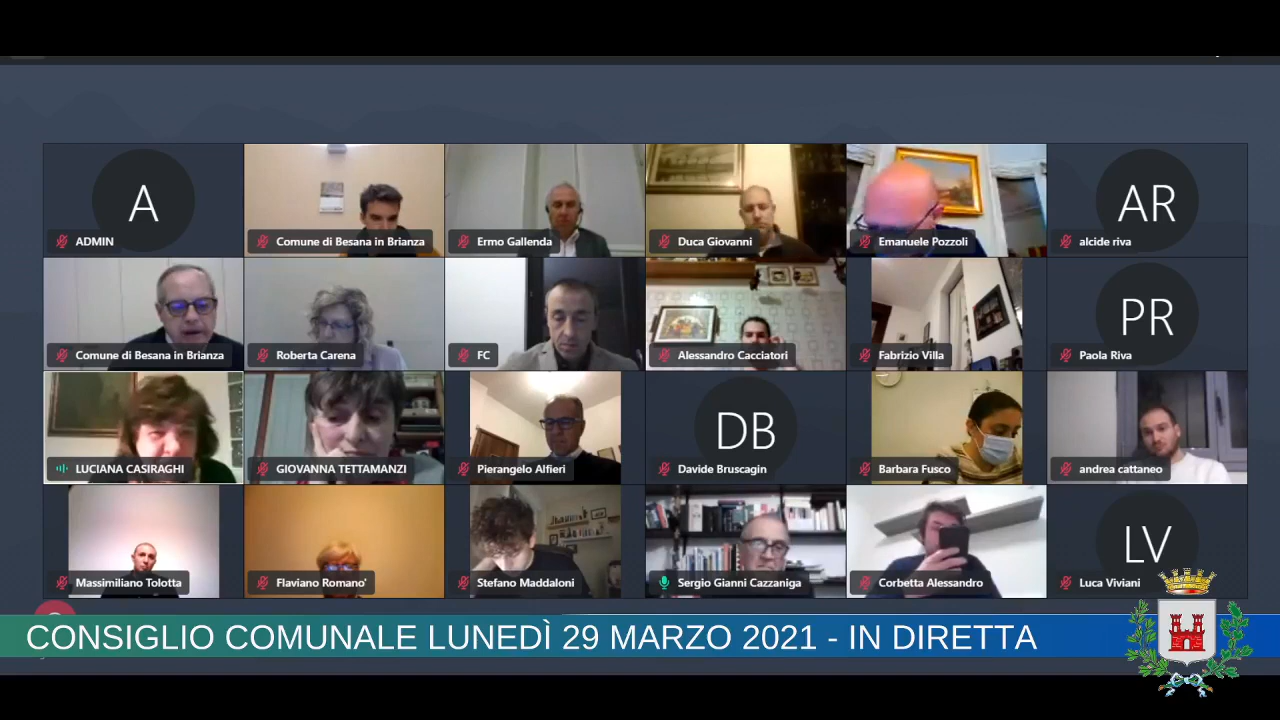 A
AR
ADMIN
Comune di Besana in Brianza
Ermo Gallenda
Duca Giovanni
Emanuele Pozzoli
alcide riva
PR
Comune di Besana in Brianza
Roberta Carena
FC
Alessandro Cacciatori
Fabrizio Villa
Paola Riva
DB
LUCIANA CASIRAGHI
GIOVANNA TETTAMANZI
Pierangelo Alfieri
Davide Bruscagin
Barbara Fusco
andrea cattaneo
LV
Massimiliano Tolotta
Flaviano Romano'
Stefano Maddaloni
Sergio Gianni Cazzaniga
Corbetta Alessandro
Luca Viviani
CONSIGLIO COMUNALE LUNEDÌ 29 MARZO 2021 - IN DIRETTA